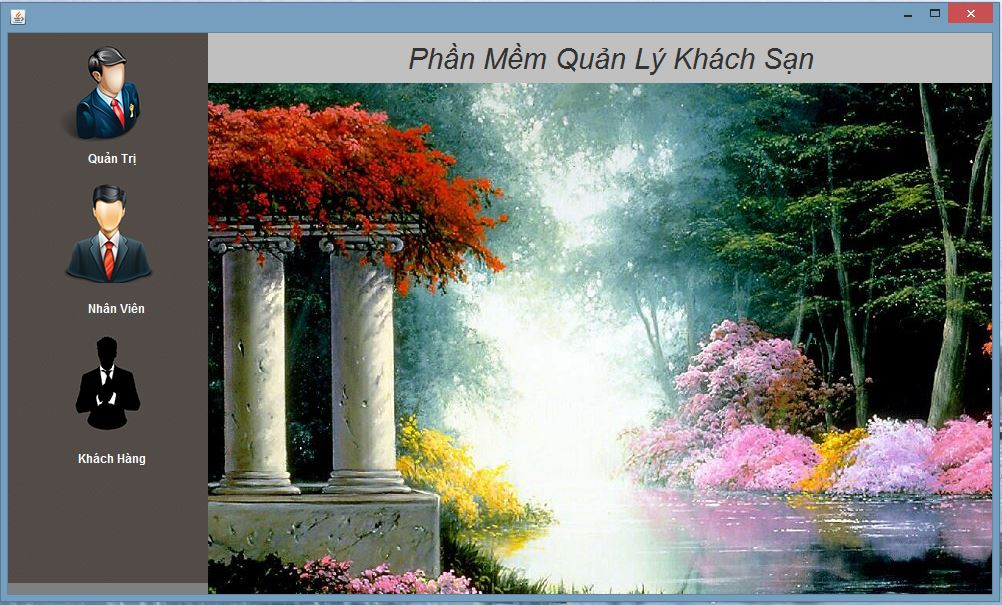 Phần Mềm Quản Lý Khách Sạn
Quản Trị
Nhân Viên
Khách Hàng